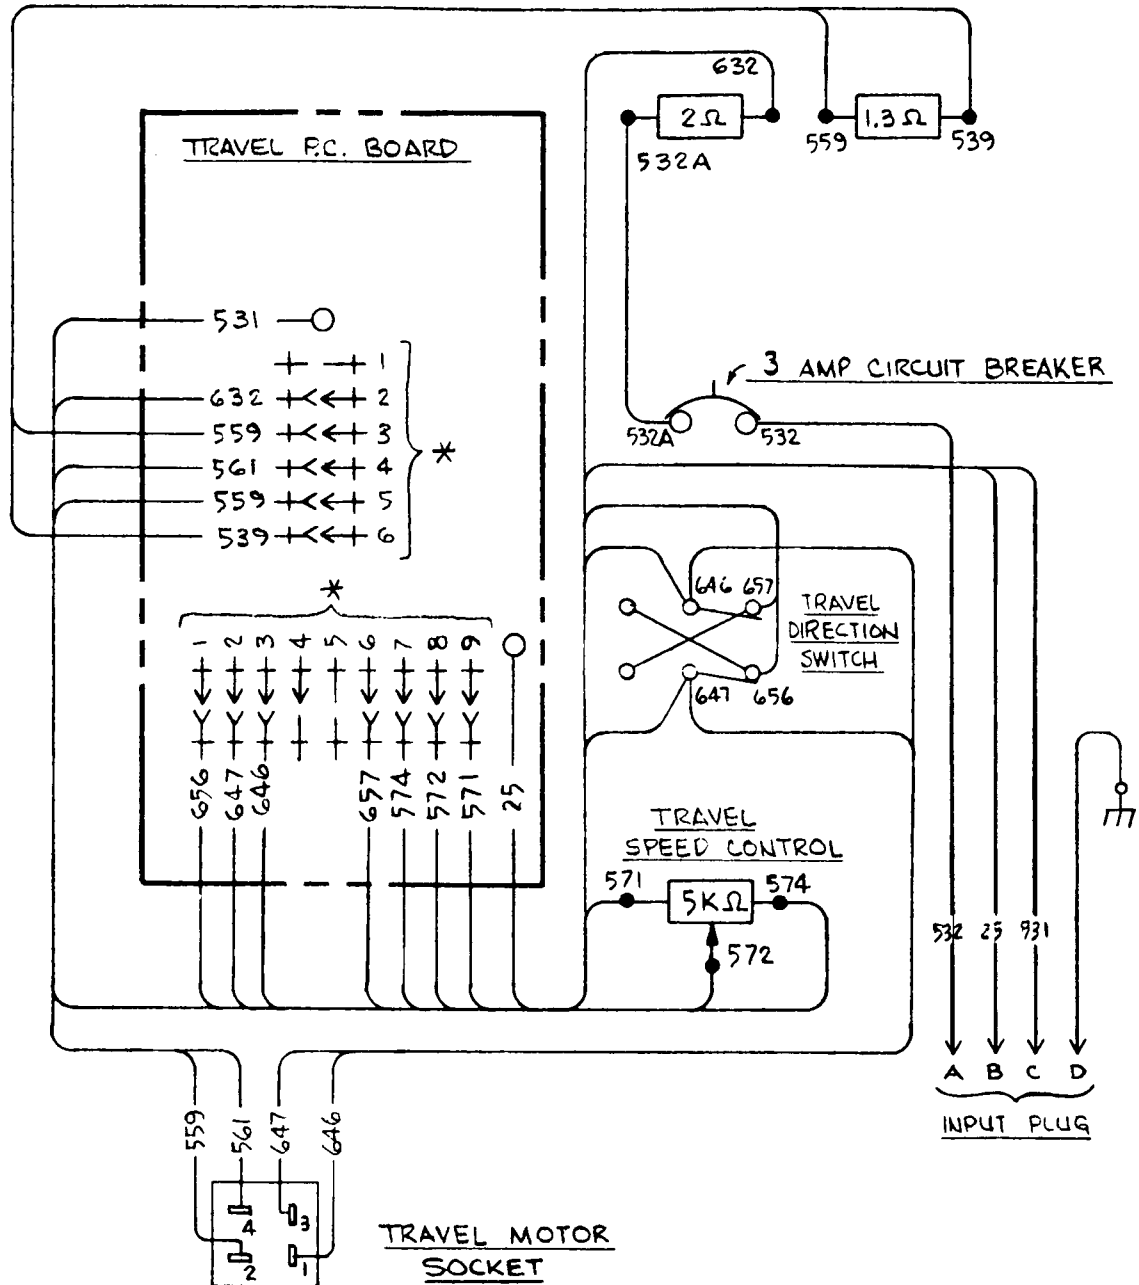 632
2Ω
1.3Ω
532A
559
539
TRAVEL P.C. BOARD
531
1
632
2
559
3
561
4
559
5
539
6
*
3 AMP CIRCUIT BREAKER
532A
532
*
1 2 3 4 5 6 7 8 9
656
647
646
657
574
572
571
25
646
657
TRAVEL
DIRECTION
SWITCH
647
656
TRAVEL
SPEED CONTROL
571
5KΩ
574
572
532
25
931
A B C D
INPUT PLUG
559
561
647
646
4
3
2
1
TRAVEL MOTOR
SOCKET